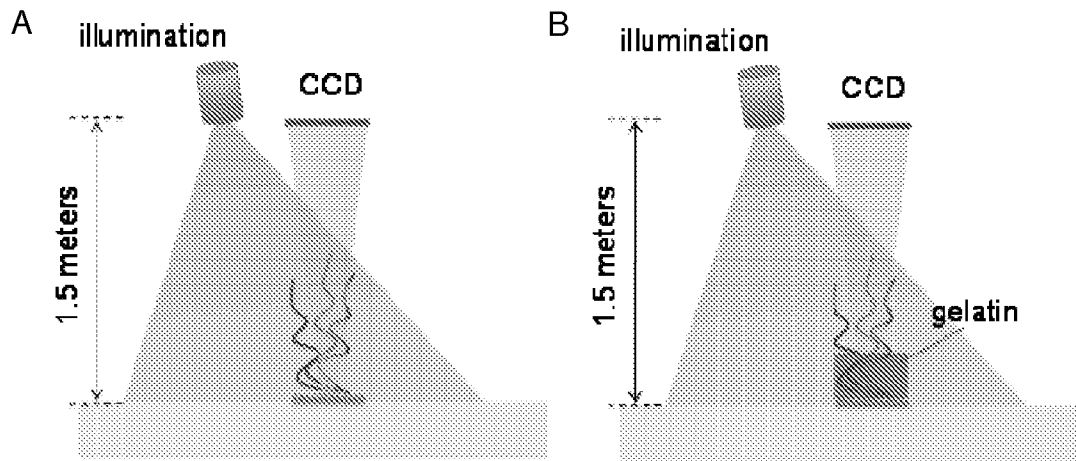 A
illumination
CCD
1.5 meters
B
illumination
CCD
1.5 meters
gelatin